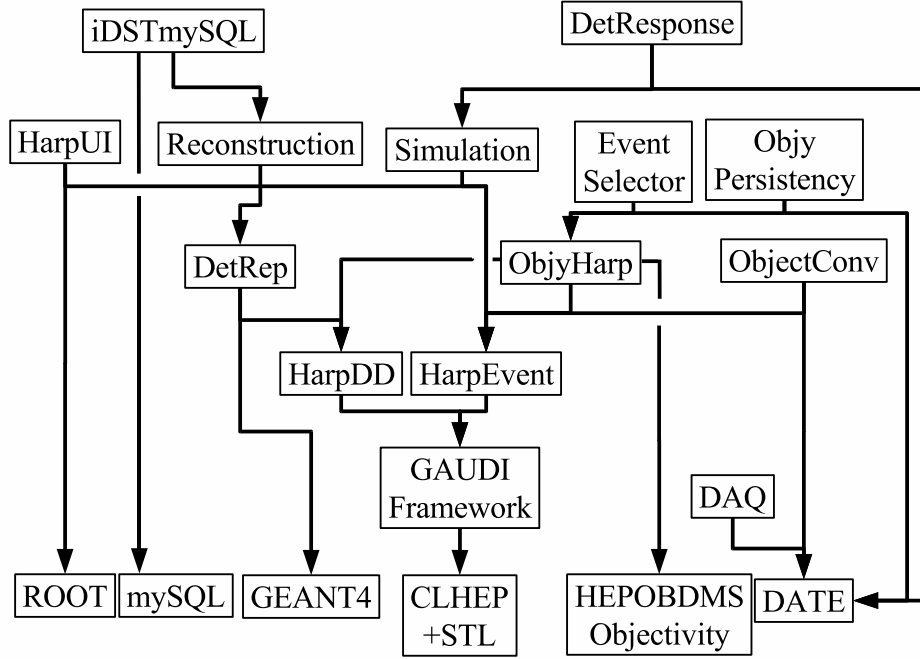 iDSTmySQL
DetResponse
HarpUI
Reconstruction
Simulation
Event
Selector
Objy
Persistency
DetRep
ObjyHarp
ObjectConv
HarpDD
HarpEvent
GAUDI
Framework
DAQ
ROOT
mySQL
GEANT4
CLHEP
+STL
HEPOBDMS
Objectivity
DATE